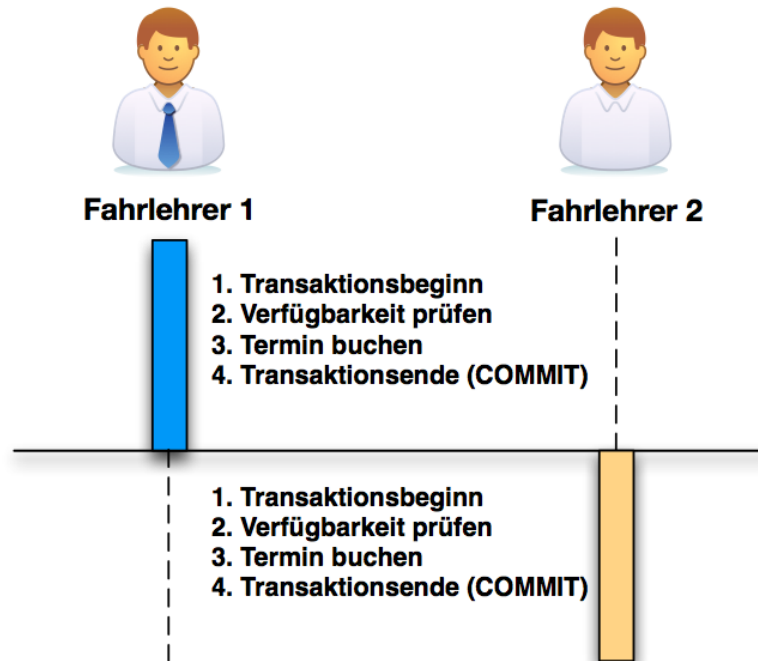 Fahrlehrer 1
Fahrlehrer 2
1. Transaktionsbeginn
2. Verfügbarkeit prüfen
3. Termin buchen
4. Transaktionsende (COMMIT)
1. Transaktionsbeginn
2. Verfügbarkeit prüfen
3. Termin buchen
4. Transaktionsende (COMMIT)